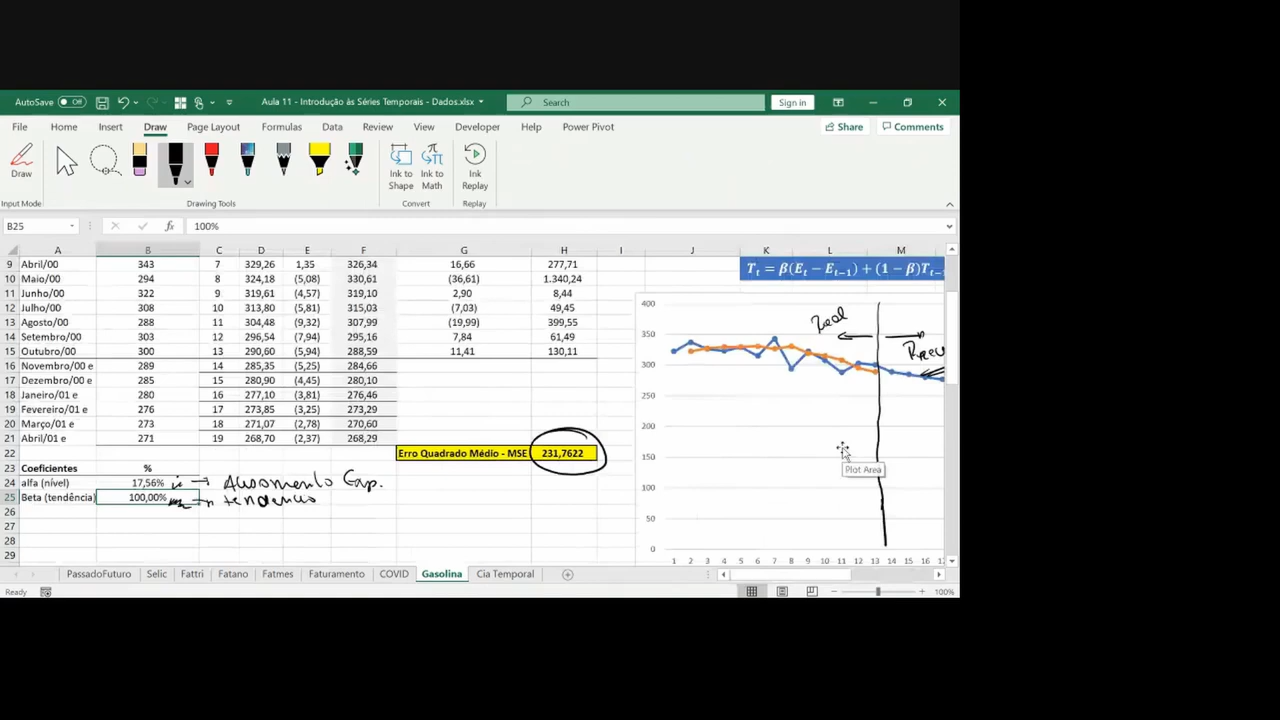 AutoSave Off Aula 11 - Introdução às Séries Temporais - Dados.xlsx Search Sign in
File Home Insert Draw Page Layout Formulas Data Review View Developer Help Power Pivot Share Comments
Draw Ink to Shape Ink to Math Ink Replay
Input Mode Drawing Tools Convert Replay
B25 fx 100%
A B C D E F G H I J K L M
9 Abril/00 343 7 329,26 1,35 326,34 16,66 277,71
10 Maio/00 294 8 324,18 (5,08) 330,61 (36,61) 1.340,24
11 Junho/00 322 9 319,61 (4,57) 319,10 2,90 8,44
12 Julho/00 308 10 313,80 (5,81) 315,03 (7,03) 49,45
13 Agosto/00 288 11 304,48 (9,32) 307,99 (19,99) 399,55
14 Setembro/00 303 12 296,54 (7,94) 295,16 7,84 61,49
15 Outubro/00 300 13 290,60 (5,94) 288,59 11,41 130,11
16 Novembro/00 e 289 14 285,35 (5,25) 284,66
17 Dezembro/00 e 285 15 280,90 (4,45) 280,10
18 Janeiro/01 e 280 16 277,10 (3,81) 276,46
19 Fevereiro/01 e 276 17 273,85 (3,25) 273,29
20 Março/01 e 273 18 271,07 (2,78) 270,60
21 Abril/01 e 271 19 268,70 (2,37) 268,29
22 Erro Quadrado Médio - MSE 231,7622
23 Coeficientes %
24 alfa (nível) 17,56%
25 Beta (tendência) 100,00%
26
27
28
29
T_t = β(E_t − E_{t−1}) + (1 − β)T_{t−
400
350
300
250
200
150
100
50
0
1 2 3 4 5 6 7 8 9 10 11 12 13 14 15 16 17
Real
Plot Area
PassadoFuturo Selic Fattri Fatano Fatmes Faturamento COVID Gasolina Cia Temporal
Ready 100%